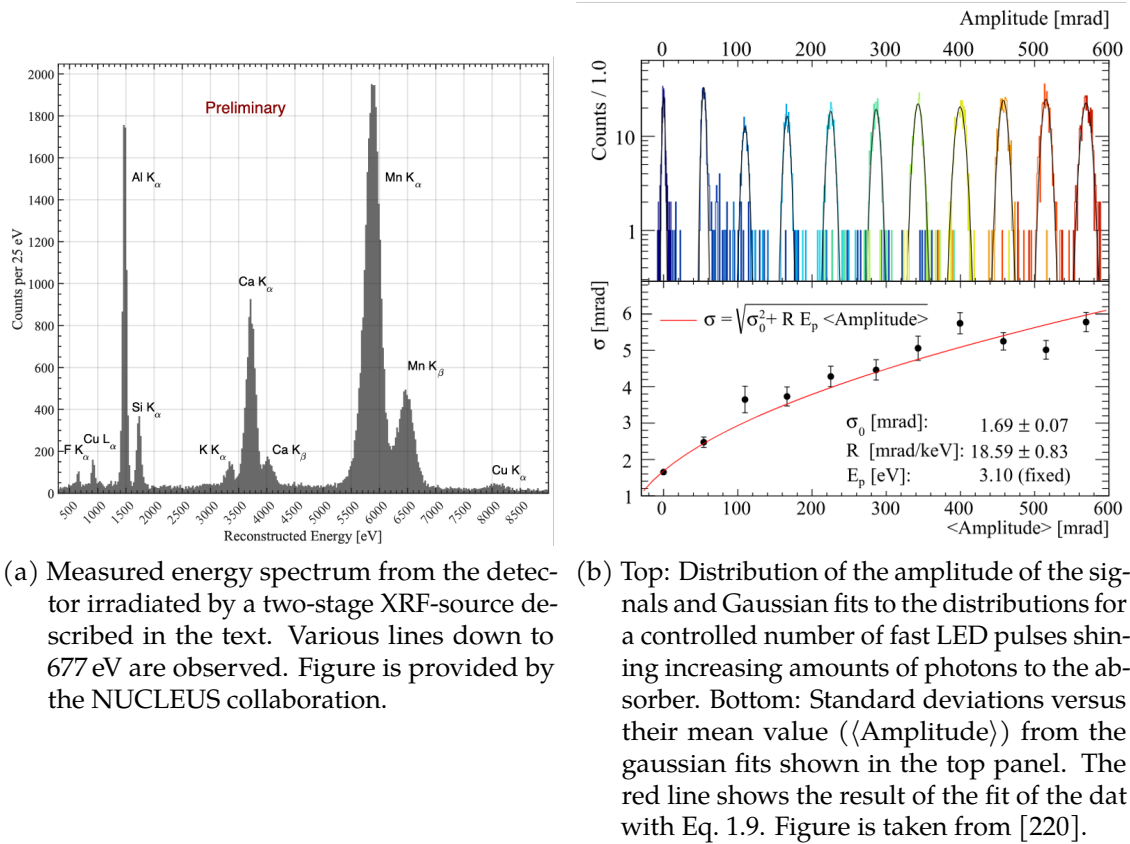 2000
1800
1600
1400
1200
1000
800
600
400
200
0
Counts per 25 eV
Preliminary
Al Kα
Mn Kα
Ca Kα
Mn Kβ
Si Kα
Cu Lα
F Kα
K Kα
Ca Kβ
Cu Kα
500 1000 1500 2000 2500 3000 3500 4000 4500 5000 5500 6000 6500 7000 7500 8000 8500
Reconstructed Energy [eV]
(a) Measured energy spectrum from the detec-
tor irradiated by a two-stage XRF-source de-
scribed in the text. Various lines down to
677 eV are observed. Figure is provided by
the NUCLEUS collaboration.
Amplitude [mrad]
0 100 200 300 400 500 600
Counts / 1.0
10
1
σ [mrad]
6
5
4
3
2
1
σ = √σ₀² + R Eₚ <Amplitude>
σ₀ [mrad]: 1.69 ± 0.07
R [mrad/keV]: 18.59 ± 0.83
Eₚ [eV]: 3.10 (fixed)
0 100 200 300 400 500 600
<Amplitude> [mrad]
(b) Top: Distribution of the amplitude of the sig-
nals and Gaussian fits to the distributions for
a controlled number of fast LED pulses shin-
ing increasing amounts of photons to the ab-
sorber. Bottom: Standard deviations versus
their mean value (⟨Amplitude⟩) from the
gaussian fits shown in the top panel. The
red line shows the result of the fit of the dat
with Eq. 1.9. Figure is taken from [220].